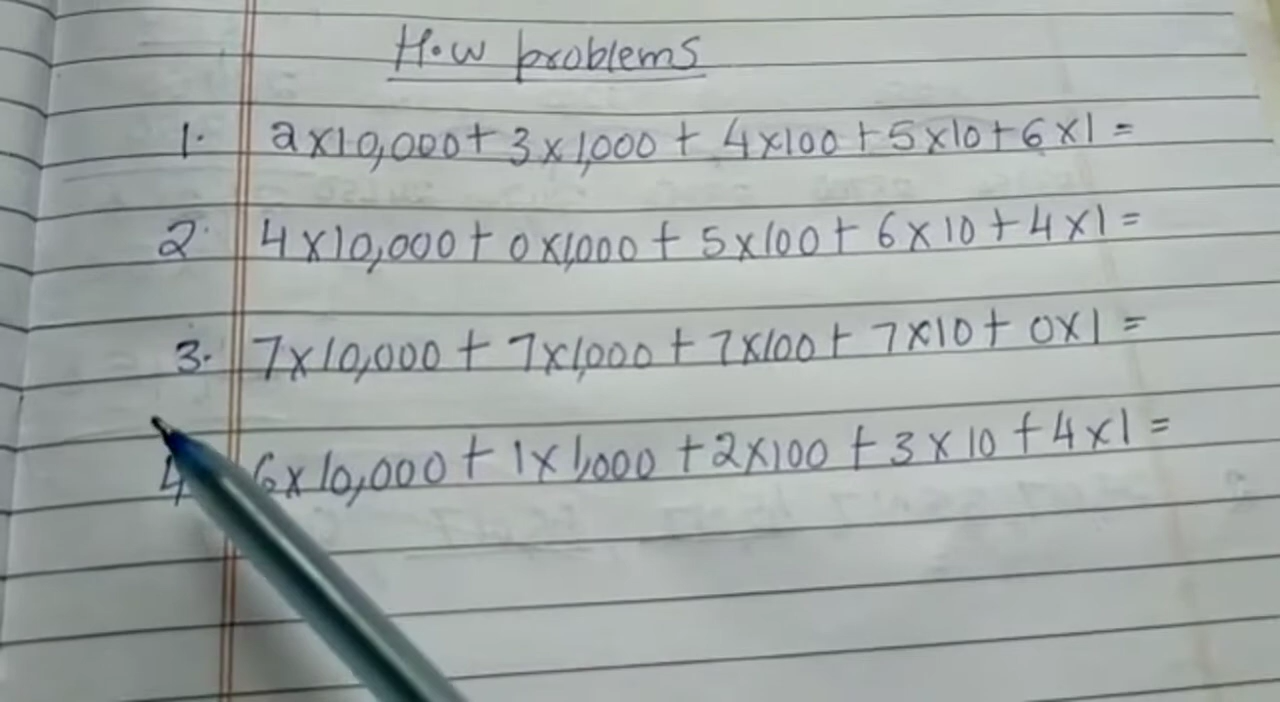 H.w problems
1. 2x10,000+ 3x1,000 + 4x100 + 5x10+6x1=
2. 4x10,000+ 0x1,000 + 5x100+ 6x10+4x1=
3. 7x10,000 + 7x1,000 + 7x100+ 7x10+ 0x1=
4 6x10,000 + 1x1,000 +2x100 + 3x10 +4x1=